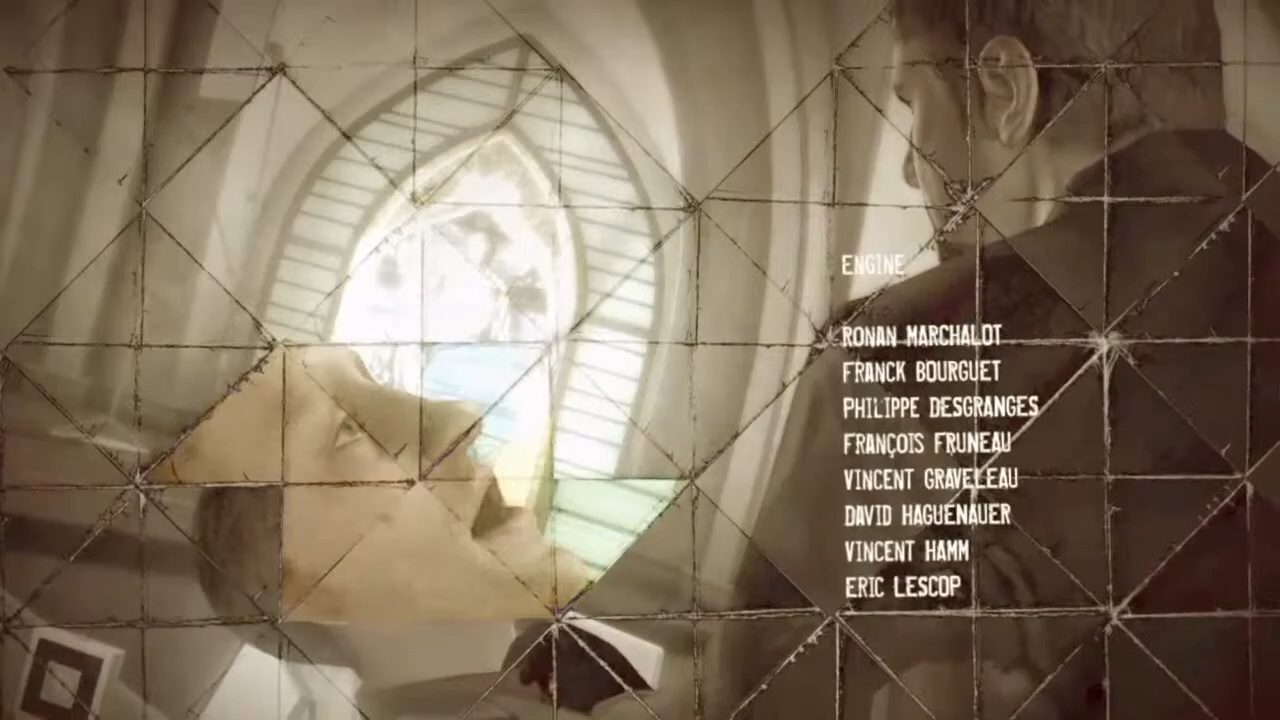 ENGINE
RONAN MARCHALOT
FRANCK BOURGUET
PHILIPPE DESGRANGES
FRANÇOIS FRUNEAU
VINCENT GRAVELEAU
DAVID HAGUENAUER
VINCENT HAMM
ERIC LESCOP